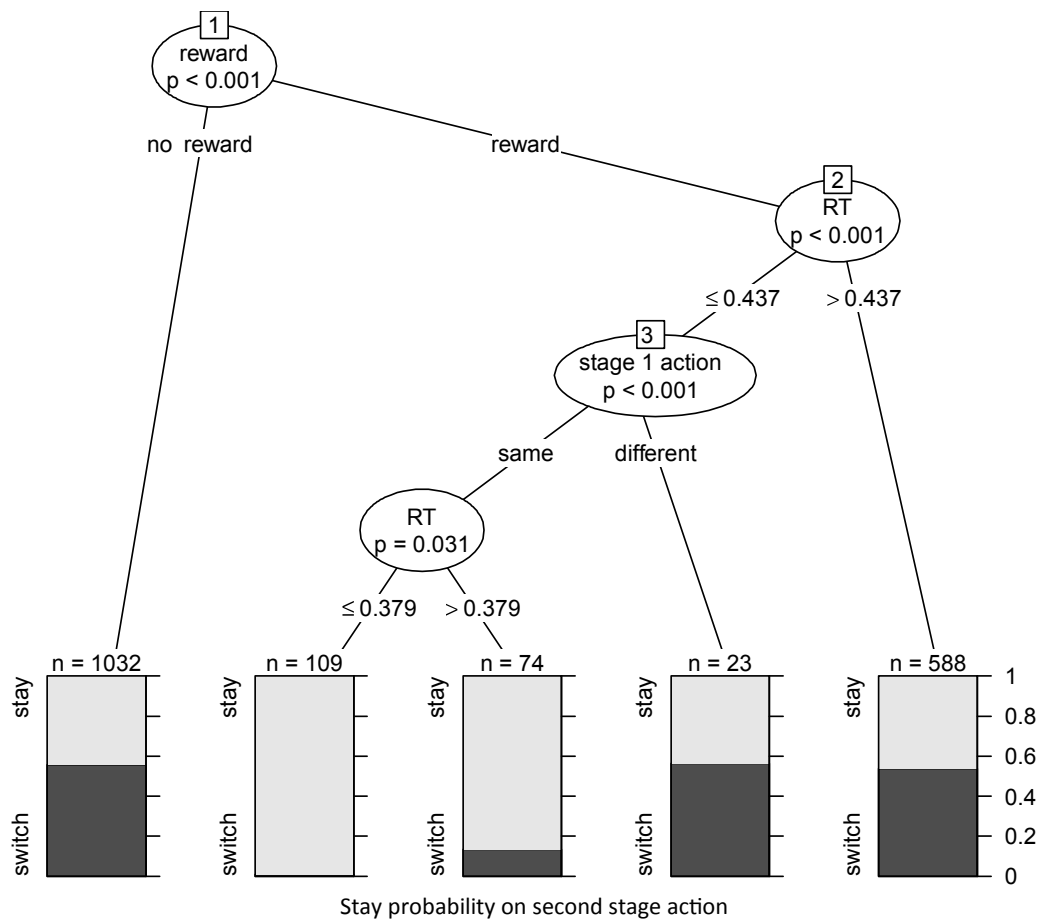 1
reward
p < 0.001
no reward
reward
2
RT
p < 0.001
≤ 0.437
> 0.437
3
stage 1 action
p < 0.001
same
different
RT
p = 0.031
≤ 0.379
> 0.379
n = 1032
n = 109
n = 74
n = 23
n = 588
stay
switch
stay
switch
stay
switch
stay
switch
stay
switch
1
0.8
0.6
0.4
0.2
0
Stay probability on second stage action